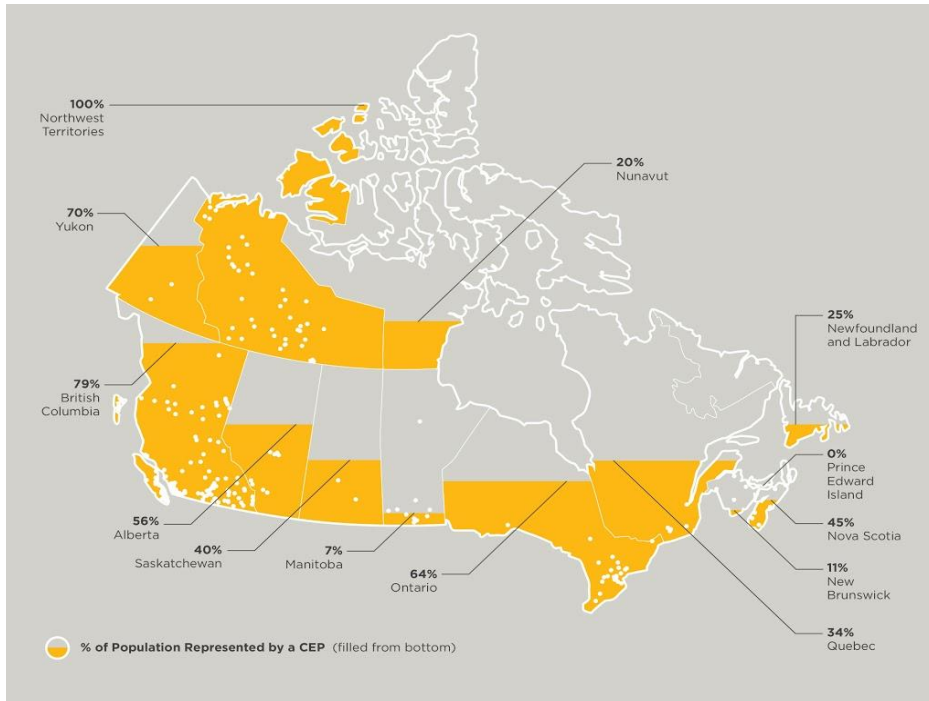 100%
Northwest
Territories
20%
Nunavut
70%
Yukon
25%
Newfoundland
and Labrador
79%
British
Columbia
0%
Prince
Edward
Island
56%
Alberta
45%
Nova Scotia
40%
Saskatchewan
7%
Manitoba
64%
Ontario
11%
New
Brunswick
34%
Quebec
% of Population Represented by a CEP (filled from bottom)